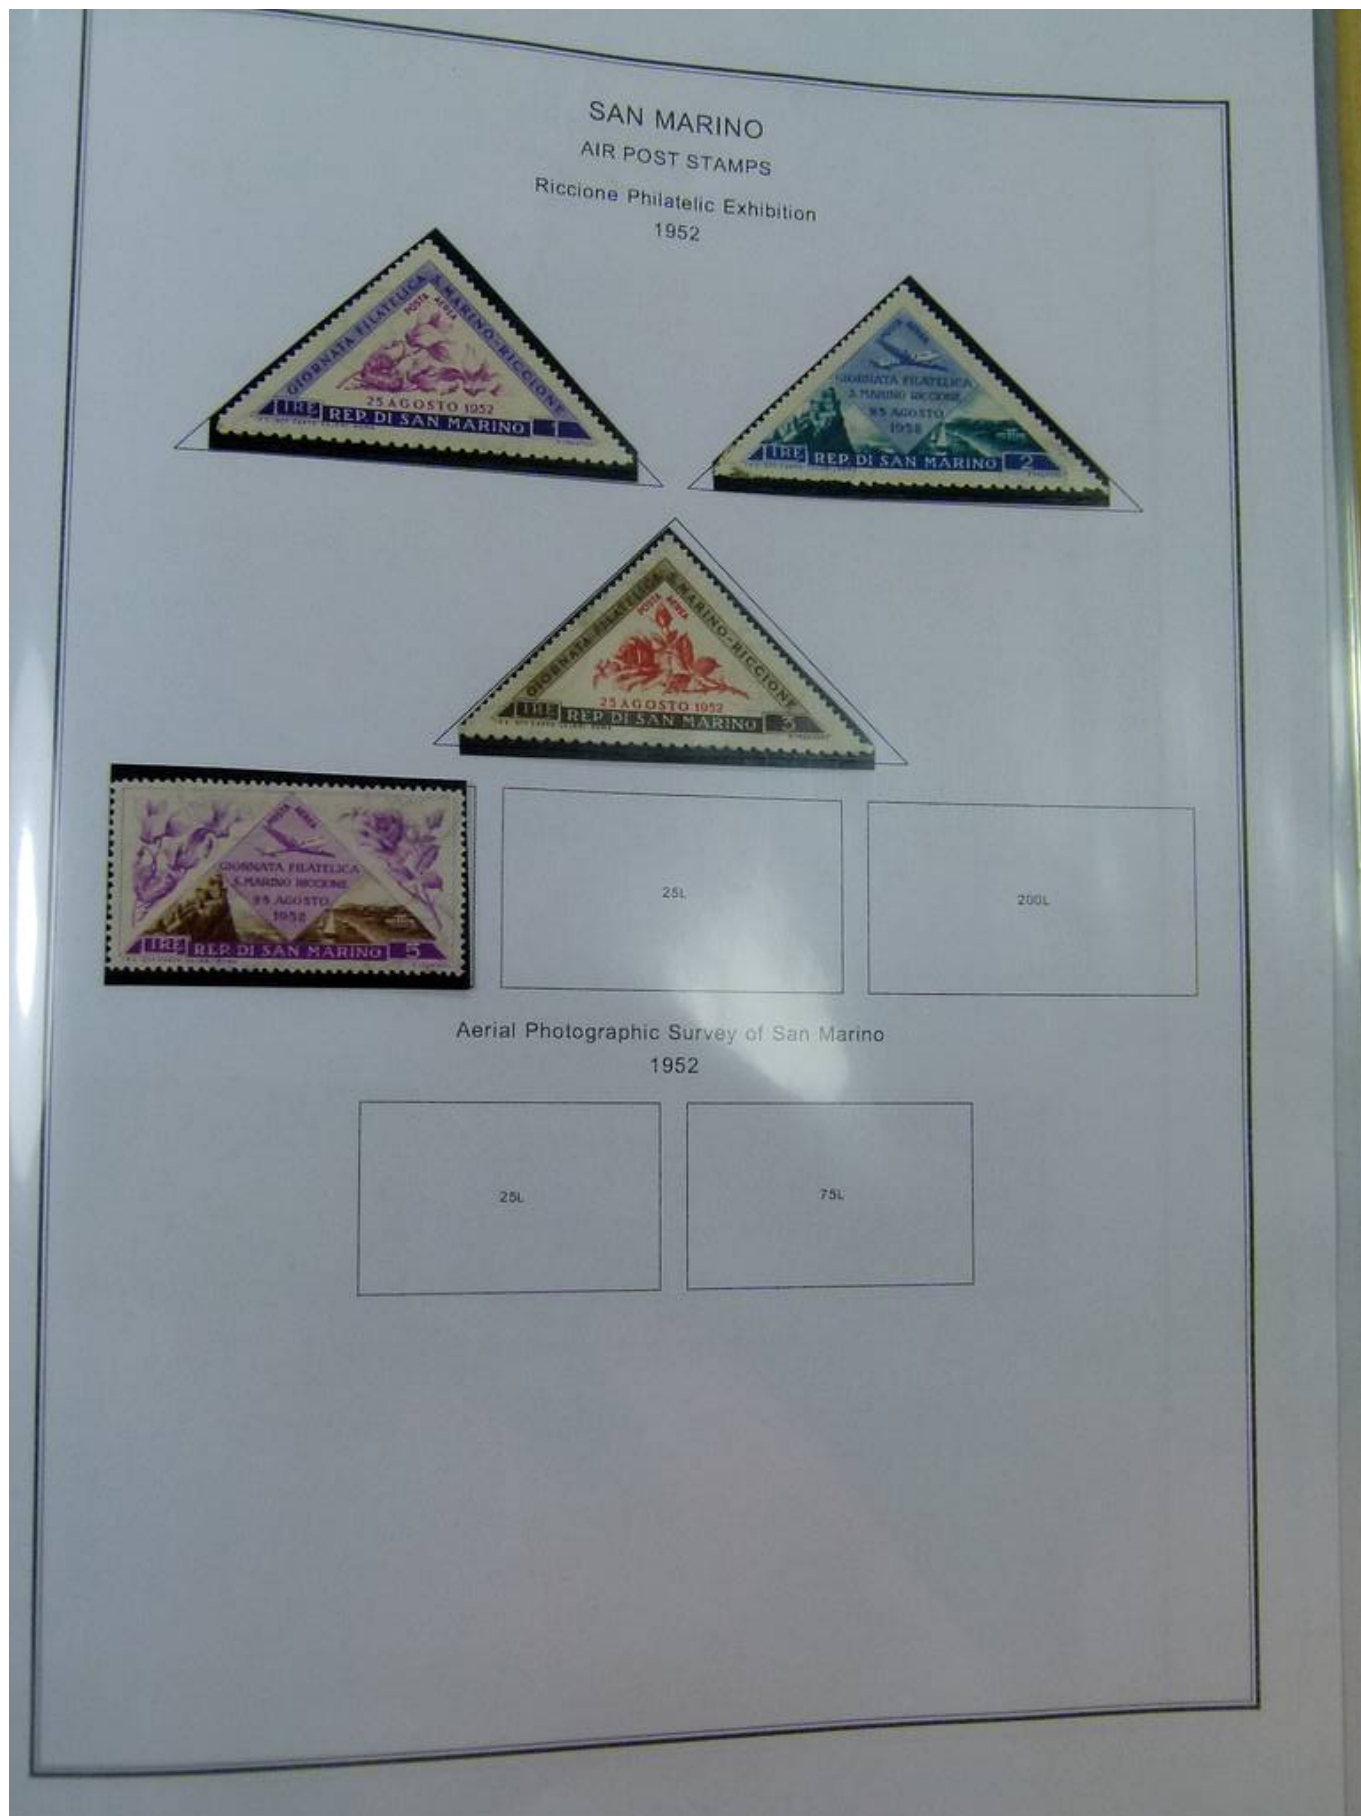 SAN MARINO
AIR POST STAMPS
Riccione Philatelic Exhibition
1952
GIORNATA FILATELICA S. MARINO-RICCIONE
POSTA AEREA
25 AGOSTO 1952
LIRE REP. DI SAN MARINO 1
POSTA AEREA
GIORNATA FILATELICA
S. MARINO RICCIONE
25 AGOSTO
1952
LIRE REP. DI SAN MARINO 2
GIORNATA FILATELICA S. MARINO-RICCIONE
POSTA AEREA
25 AGOSTO 1952
LIRE REP. DI SAN MARINO 3
POSTA AEREA
GIORNATA FILATELICA
S. MARINO RICCIONE
25 AGOSTO
1952
LIRE REP. DI SAN MARINO 5
25L
200L
Aerial Photographic Survey of San Marino
1952
25L
75L